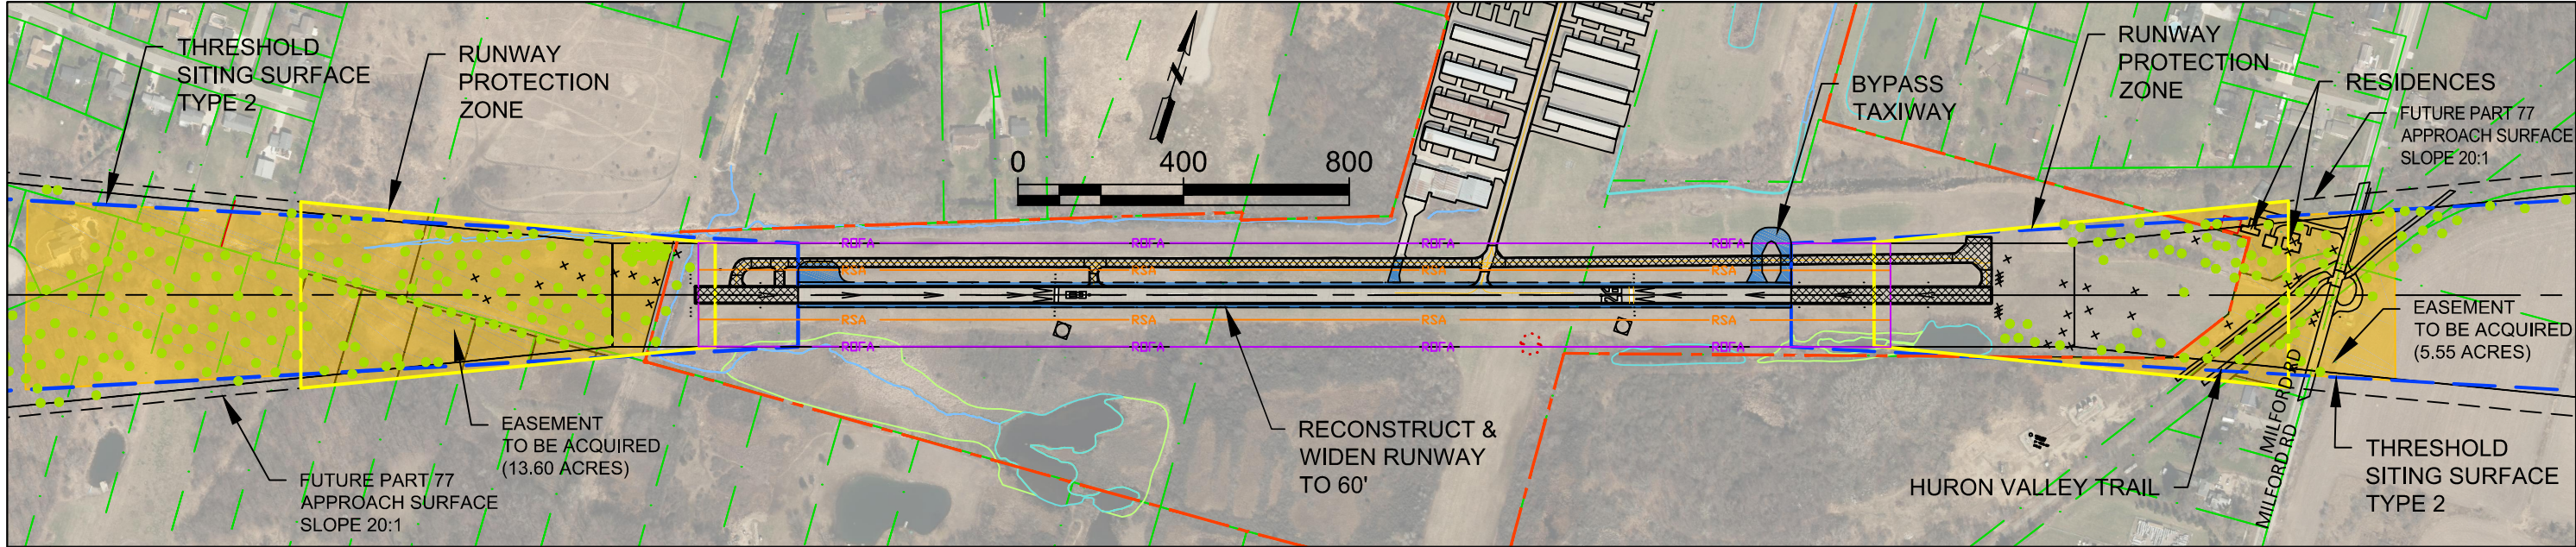 THRESHOLD
SITING SURFACE
TYPE 2
RUNWAY
PROTECTION
ZONE
N
0 400 800
BYPASS
TAXIWAY
RUNWAY
PROTECTION
ZONE
RESIDENCES
FUTURE PART 77
APPROACH SURFACE
SLOPE 20:1
ROFA ROFA ROFA ROFA
RSA RSA RSA RSA
RSA RSA RSA RSA
ROFA ROFA ROFA ROFA
EASEMENT
TO BE ACQUIRED
(13.60 ACRES)
FUTURE PART 77
APPROACH SURFACE
SLOPE 20:1
RECONSTRUCT &
WIDEN RUNWAY
TO 60'
EASEMENT
TO BE ACQUIRED
(5.55 ACRES)
MILFORD RD
MILFORD RD
HURON VALLEY TRAIL
THRESHOLD
SITING SURFACE
TYPE 2